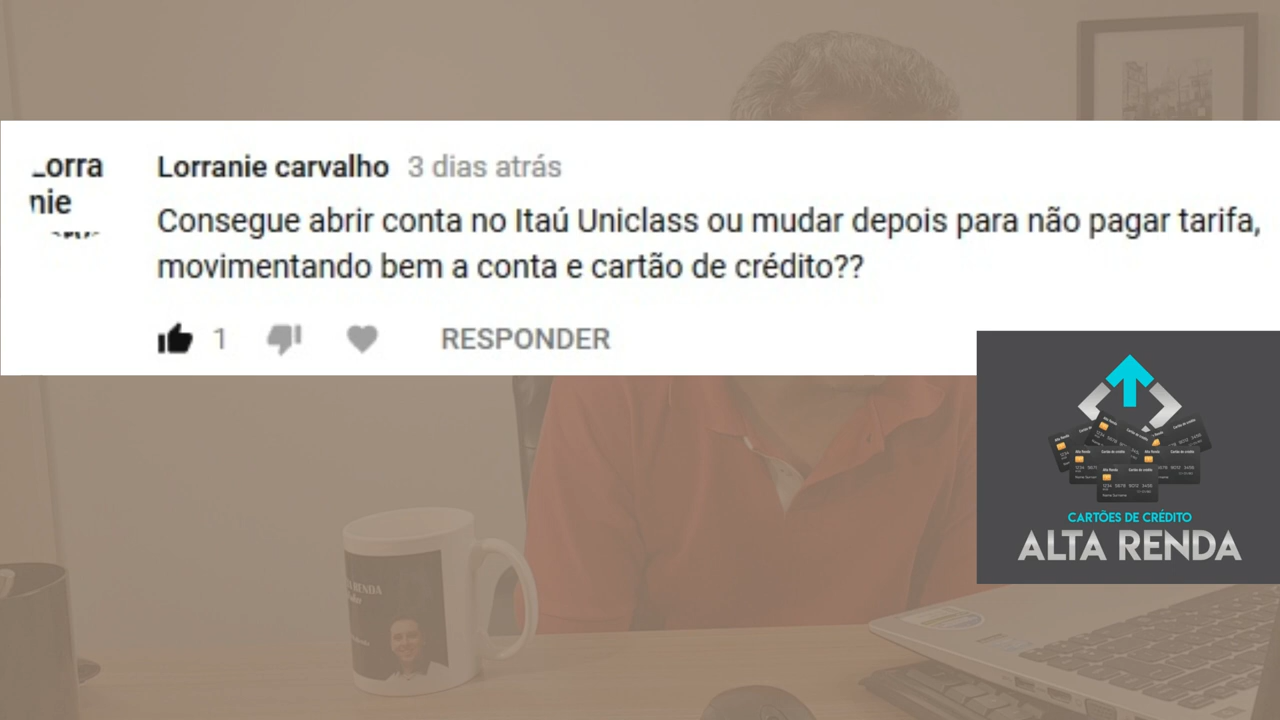 Lorranie carvalho 3 dias atrás
Consegue abrir conta no Itaú Uniclass ou mudar depois para não pagar tarifa,
movimentando bem a conta e cartão de crédito??
1 RESPONDER
CARTÕES DE CRÉDITO
ALTA RENDA